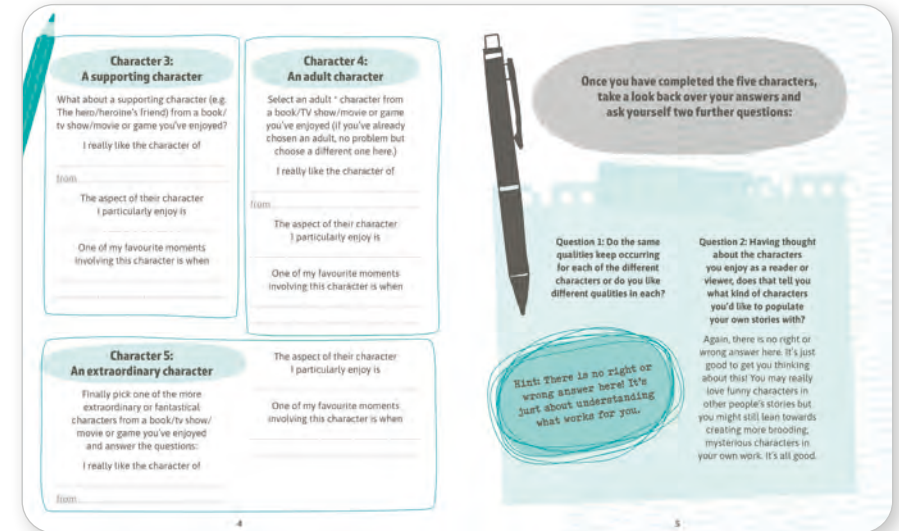 Character 3:
A supporting character
What about a supporting character (e.g.
The hero/heroine's friend) from a book/
tv show/movie or game you've enjoyed?
I really like the character of
from
The aspect of their character
I particularly enjoy is
One of my favourite moments
involving this character is when
Character 4:
An adult character
Select an adult * character from
a book/TV show/movie or game
you've enjoyed (if you've already
chosen an adult, no problem but
choose a different one here.)
I really like the character of
from
The aspect of their character
I particularly enjoy is
One of my favourite moments
involving this character is when
Character 5:
An extraordinary character
Finally pick one of the more
extraordinary or fantastical
characters from a book/tv show/
movie or game you've enjoyed
and answer the questions:
I really like the character of
from
The aspect of their character
I particularly enjoy is
One of my favourite moments
involving this character is when
4
Once you have completed the five characters,
take a look back over your answers and
ask yourself two further questions:
Question 1: Do the same
qualities keep occurring
for each of the different
characters or do you like
different qualities in each?
Hint: There is no right or
wrong answer here! It's
just about understanding
what works for you.
Question 2: Having thought
about the characters
you enjoy as a reader or
viewer, does that tell you
what kind of characters
you'd like to populate
your own stories with?
Again, there is no right or
wrong answer here. It's just
good to get you thinking
about this! You may really
love funny characters in
other people's stories but
you might still lean towards
creating more brooding,
mysterious characters in
your own work. It's all good.
5